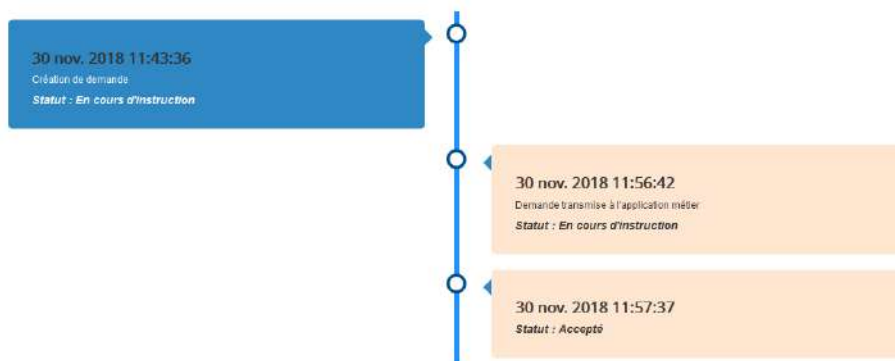 30 nov. 2018 11:43:36
Création de demande
Statut : En cours d'instruction
30 nov. 2018 11:56:42
Demande transmise à l'application métier
Statut : En cours d'instruction
30 nov. 2018 11:57:37
Statut : Accepté